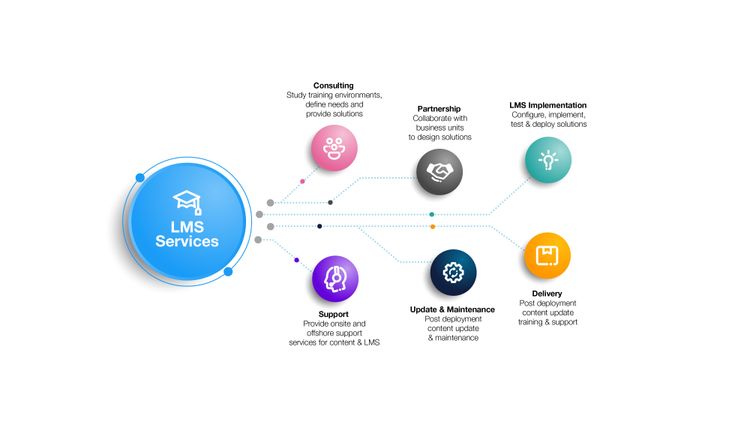 LMS
Services
Consulting
Study training environments,
define needs and
provide solutions
Partnership
Collaborate with
business units
to design solutions
LMS Implementation
Configure, implement,
test & deploy solutions
Support
Provide onsite and
offshore support
services for content & LMS
Update & Maintenance
Post deployment
content update
& maintenance
Delivery
Post deployment
content update
training & support